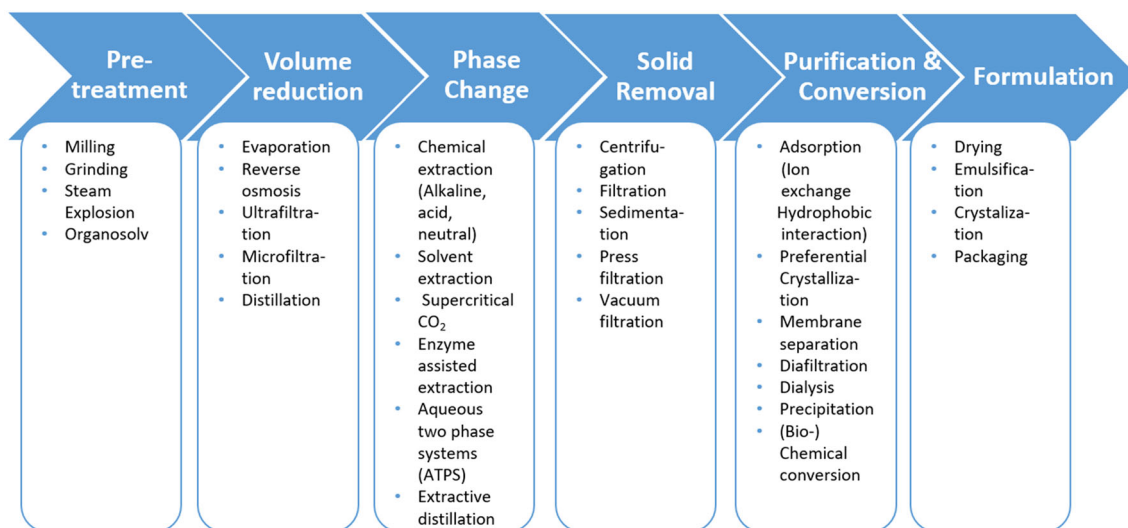 Pre-
treatment
Volume
reduction
Phase
Change
Solid
Removal
Purification &
Conversion
Formulation
• Milling
• Grinding
• Steam
Explosion
• Organosolv
• Evaporation
• Reverse
osmosis
• Ultrafiltra-
tion
• Microfiltra-
tion
• Distillation
• Chemical
extraction
(Alkaline,
acid,
neutral)
• Solvent
extraction
• Supercritical
CO₂
• Enzyme
assisted
extraction
• Aqueous
two phase
systems
(ATPS)
• Extractive
distillation
• Centrifu-
gation
• Filtration
• Sedimenta-
tion
• Press
filtration
• Vacuum
filtration
• Adsorption
(Ion
exchange
Hydrophobic
interaction)
• Preferential
Crystalliza-
tion
• Membrane
separation
• Diafiltration
• Dialysis
• Precipitation
• (Bio-)
Chemical
conversion
• Drying
• Emulsifica-
tion
• Crystaliza-
tion
• Packaging